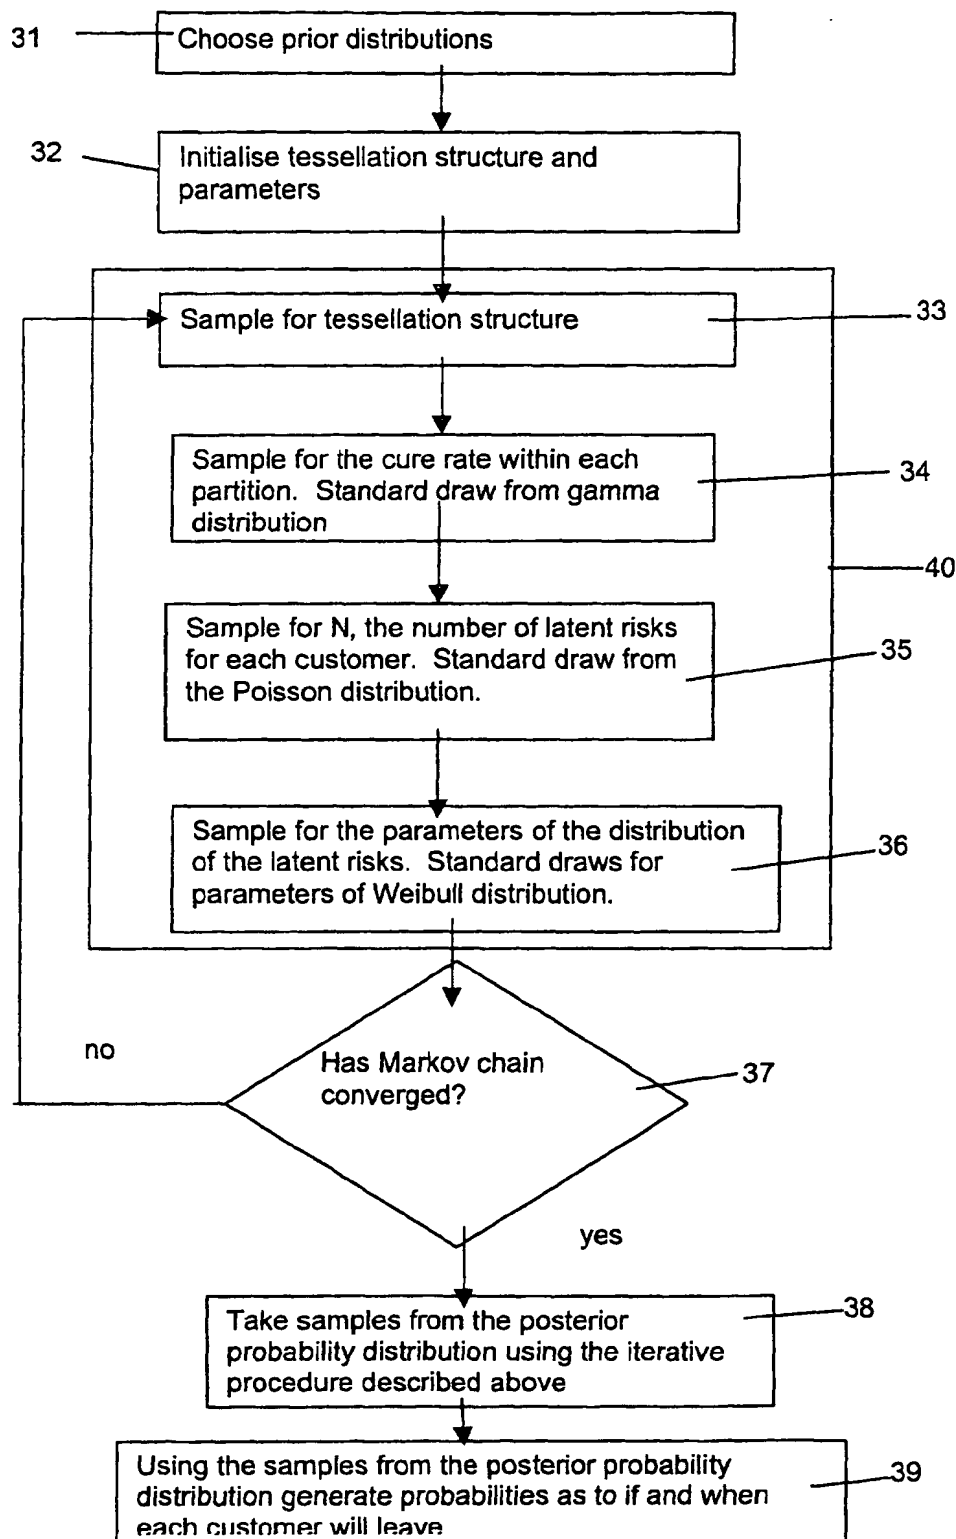 31
Choose prior distributions
32
Initialise tessellation structure and
parameters
Sample for tessellation structure
33
Sample for the cure rate within each
partition. Standard draw from gamma
distribution
34
40
Sample for N, the number of latent risks
for each customer. Standard draw from
the Poisson distribution.
35
Sample for the parameters of the distribution
of the latent risks. Standard draws for
parameters of Weibull distribution.
36
no
Has Markov chain
converged?
37
yes
Take samples from the posterior
probability distribution using the iterative
procedure described above
38
Using the samples from the posterior probability
distribution generate probabilities as to if and when
each customer will leave
39